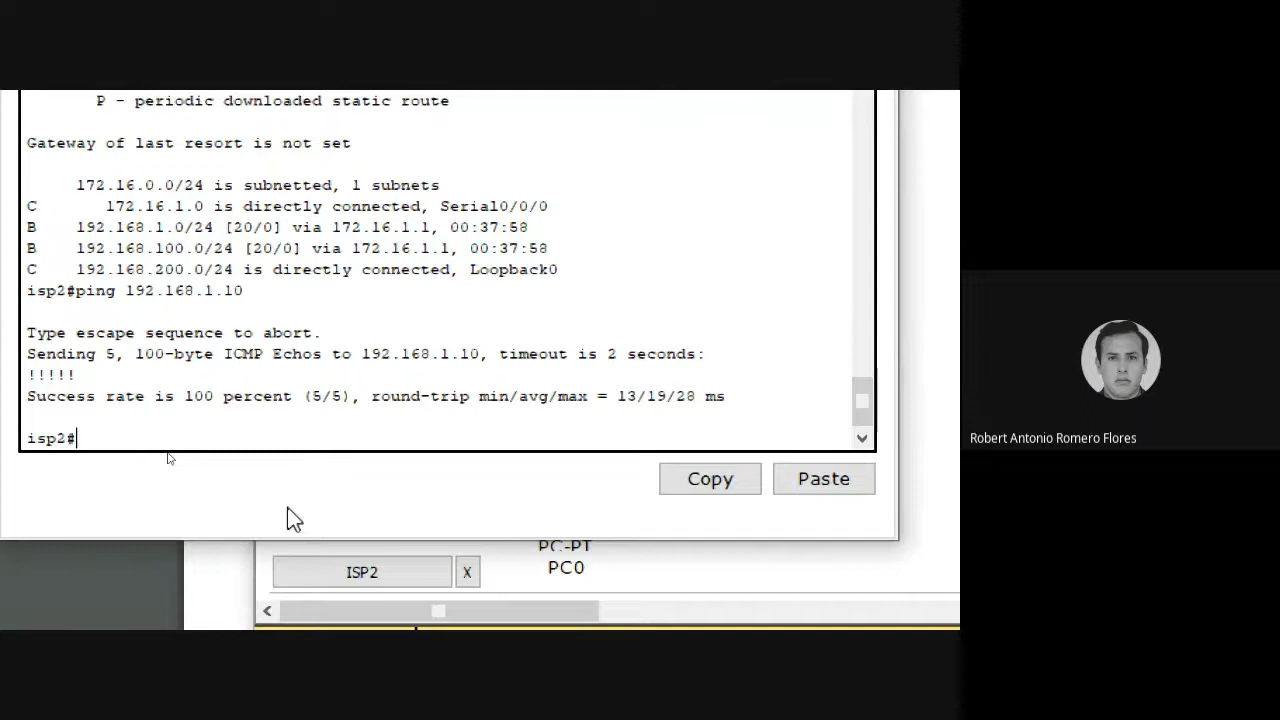 P - periodic downloaded static route
Gateway of last resort is not set
172.16.0.0/24 is subnetted, 1 subnets
C 172.16.1.0 is directly connected, Serial0/0/0
B 192.168.1.0/24 [20/0] via 172.16.1.1, 00:37:58
B 192.168.100.0/24 [20/0] via 172.16.1.1, 00:37:58
C 192.168.200.0/24 is directly connected, Loopback0
isp2#ping 192.168.1.10
Type escape sequence to abort.
Sending 5, 100-byte ICMP Echos to 192.168.1.10, timeout is 2 seconds:
!!!!!
Success rate is 100 percent (5/5), round-trip min/avg/max = 13/19/28 ms
isp2#
Copy Paste
PC-PT
PC0
ISP2 X
Robert Antonio Romero Flores